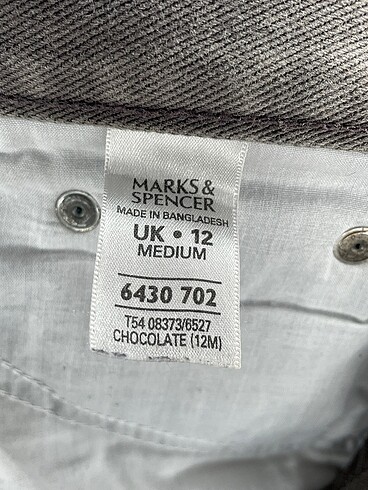 MARKS &
SPENCER
MADE IN BANGLADESH
UK • 12
MEDIUM
6430 702
T54 08373/6527
CHOCOLATE (12M)